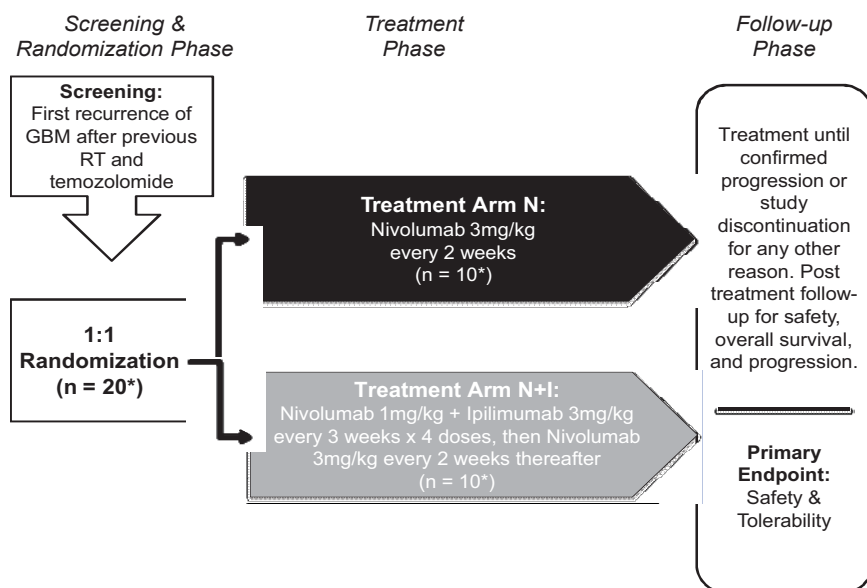 Screening &
Randomization Phase
Treatment
Phase
Follow-up
Phase
Screening:
First recurrence of
GBM after previous
RT and
temozolomide
1:1
Randomization
(n = 20*)
Treatment Arm N:
Nivolumab 3mg/kg
every 2 weeks
(n = 10*)
Treatment Arm N+I:
Nivolumab 1mg/kg + Ipilimumab 3mg/kg
every 3 weeks x 4 doses, then Nivolumab
3mg/kg every 2 weeks thereafter
(n = 10*)
Treatment until
confirmed
progression or
study
discontinuation
for any other
reason. Post
treatment follow-
up for safety,
overall survival,
and progression.
Primary
Endpoint:
Safety &
Tolerability